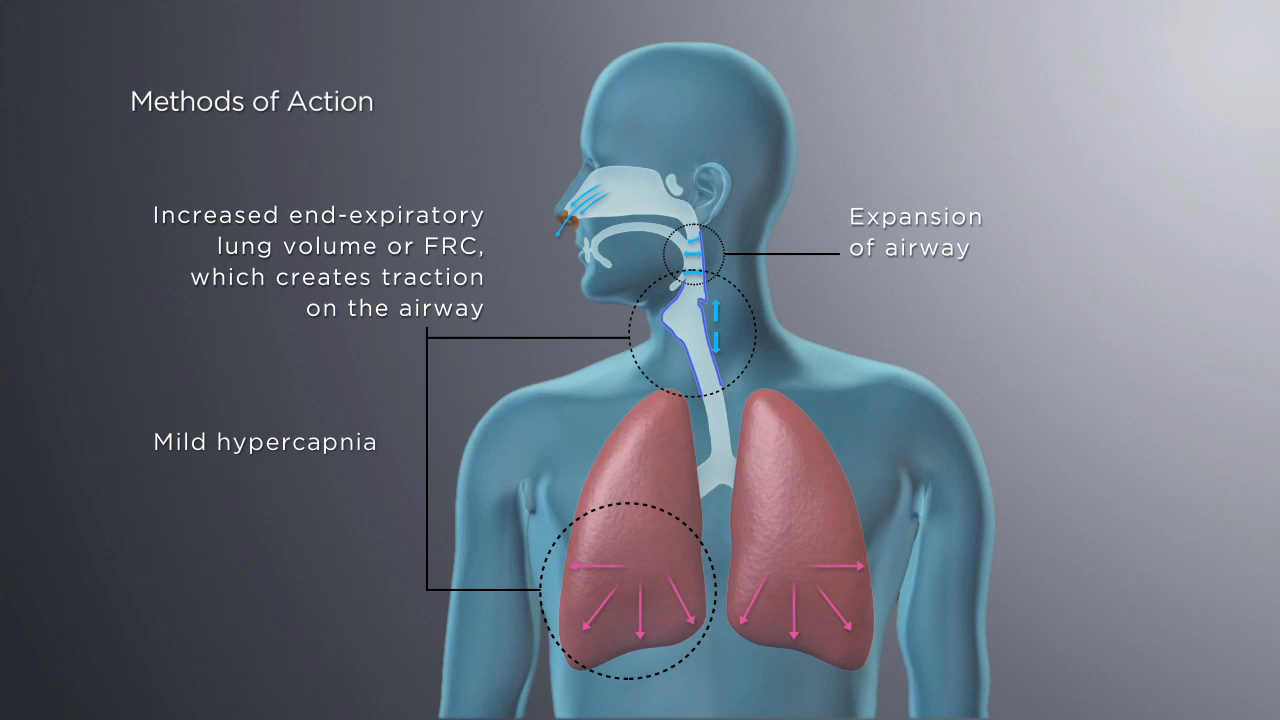 Methods of Action
Increased end-expiratory
lung volume or FRC,
which creates traction
on the airway
Expansion
of airway
Mild hypercapnia